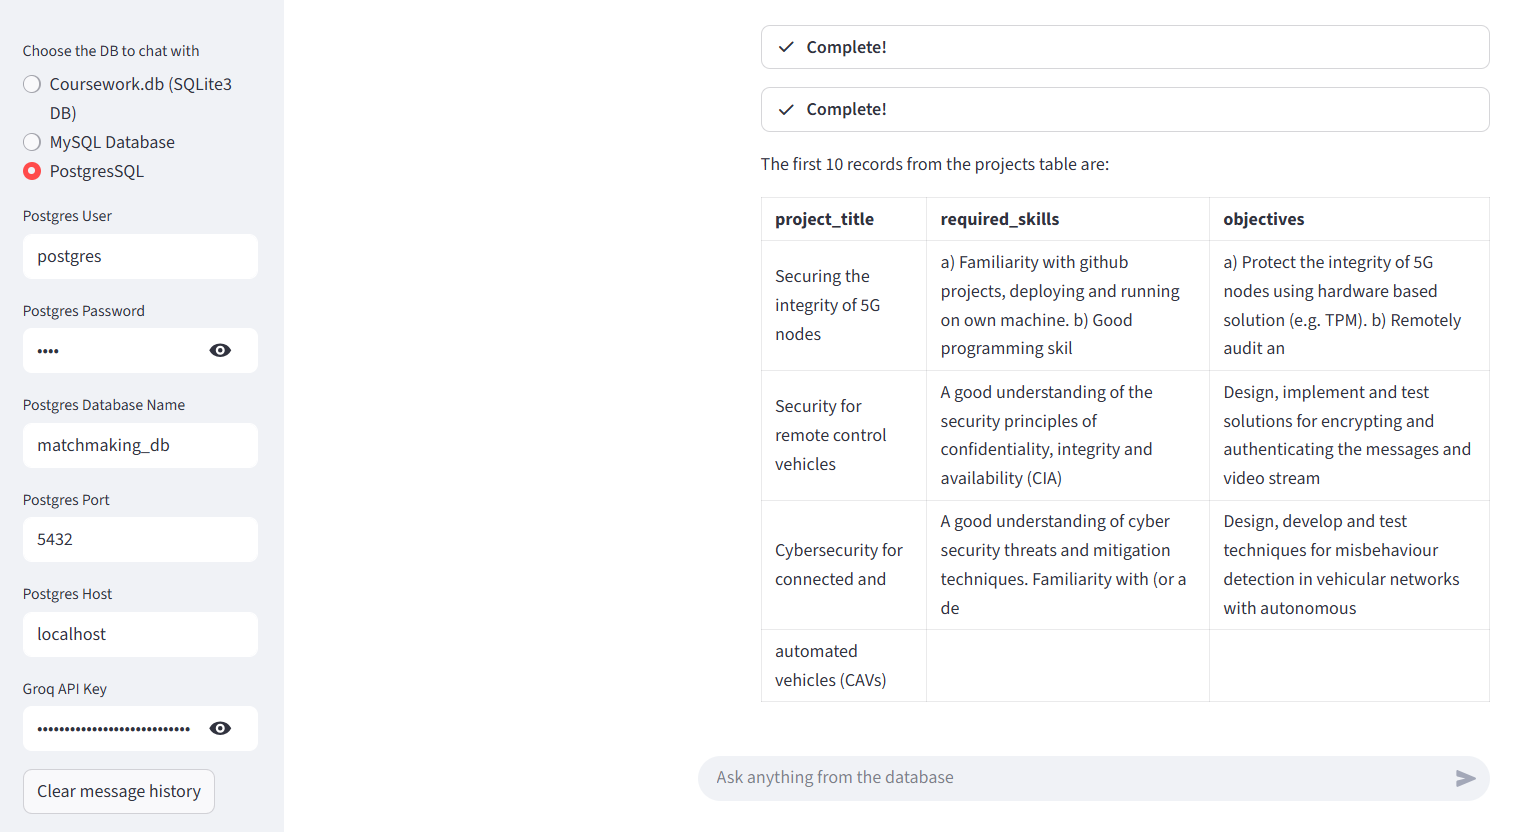 Choose the DB to chat with
Coursework.db (SQLite3
DB)
MySQL Database
PostgresSQL
Postgres User
postgres
Postgres Password
••••
Postgres Database Name
matchmaking_db
Postgres Port
5432
Postgres Host
localhost
Groq API Key
••••••••••••••••••••••••••••
Clear message history
Complete!
Complete!
The first 10 records from the projects table are:
project_title
required_skills
objectives
Securing the
integrity of 5G
nodes
a) Familiarity with github
projects, deploying and running
on own machine. b) Good
programming skil
a) Protect the integrity of 5G
nodes using hardware based
solution (e.g. TPM). b) Remotely
audit an
Security for
remote control
vehicles
A good understanding of the
security principles of
confidentiality, integrity and
availability (CIA)
Design, implement and test
solutions for encrypting and
authenticating the messages and
video stream
Cybersecurity for
connected and
A good understanding of cyber
security threats and mitigation
techniques. Familiarity with (or a
de
Design, develop and test
techniques for misbehaviour
detection in vehicular networks
with autonomous
automated
vehicles (CAVs)
Ask anything from the database